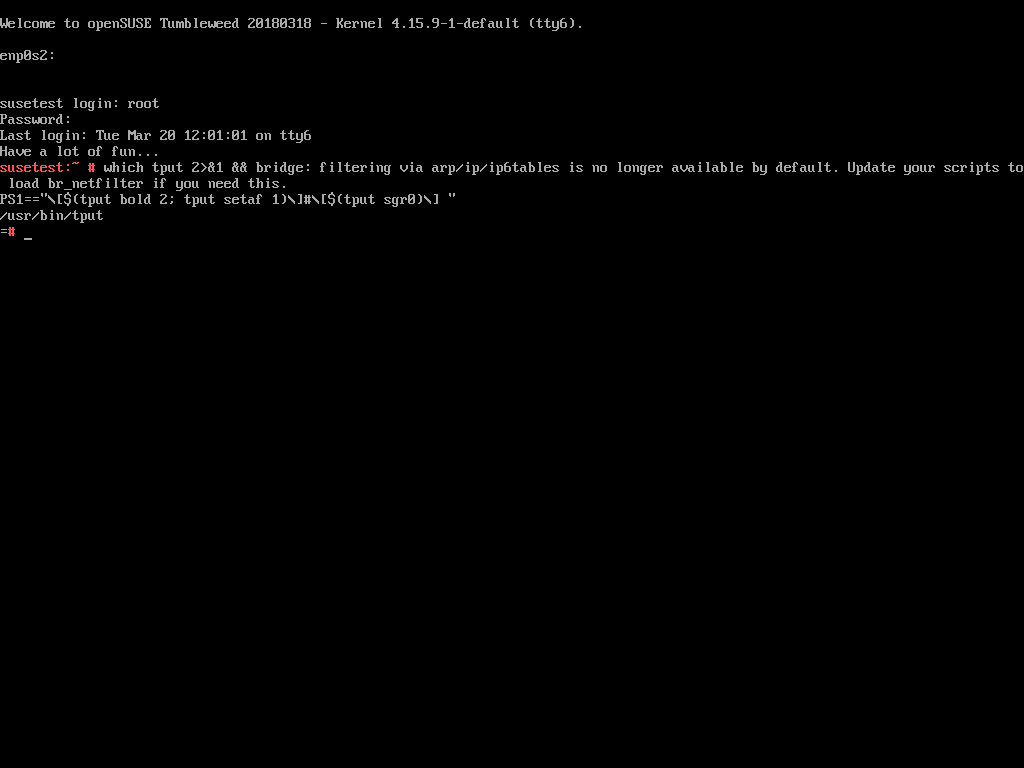 Welcome to openSUSE Tumbleweed 20180318 - Kernel 4.15.9-1-default (tty6).
enp0s2:
susetest login: root
Password:
Last login: Tue Mar 20 12:01:01 on tty6
Have a lot of fun...
susetest:~ # which tput 2>&1 && bridge: filtering via arp/ip/ip6tables is no longer available by default. Update your scripts to
 load br_netfilter if you need this.
PS1=="\[$(tput bold 2; tput setaf 1)\]#\[$(tput sgr0)\] "
/usr/bin/tput
=# _